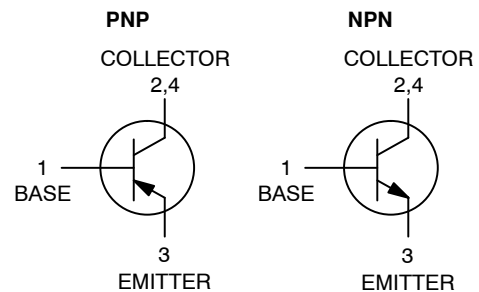 PNP
COLLECTOR
2,4
1
BASE
3
EMITTER
NPN
COLLECTOR
2,4
1
BASE
3
EMITTER